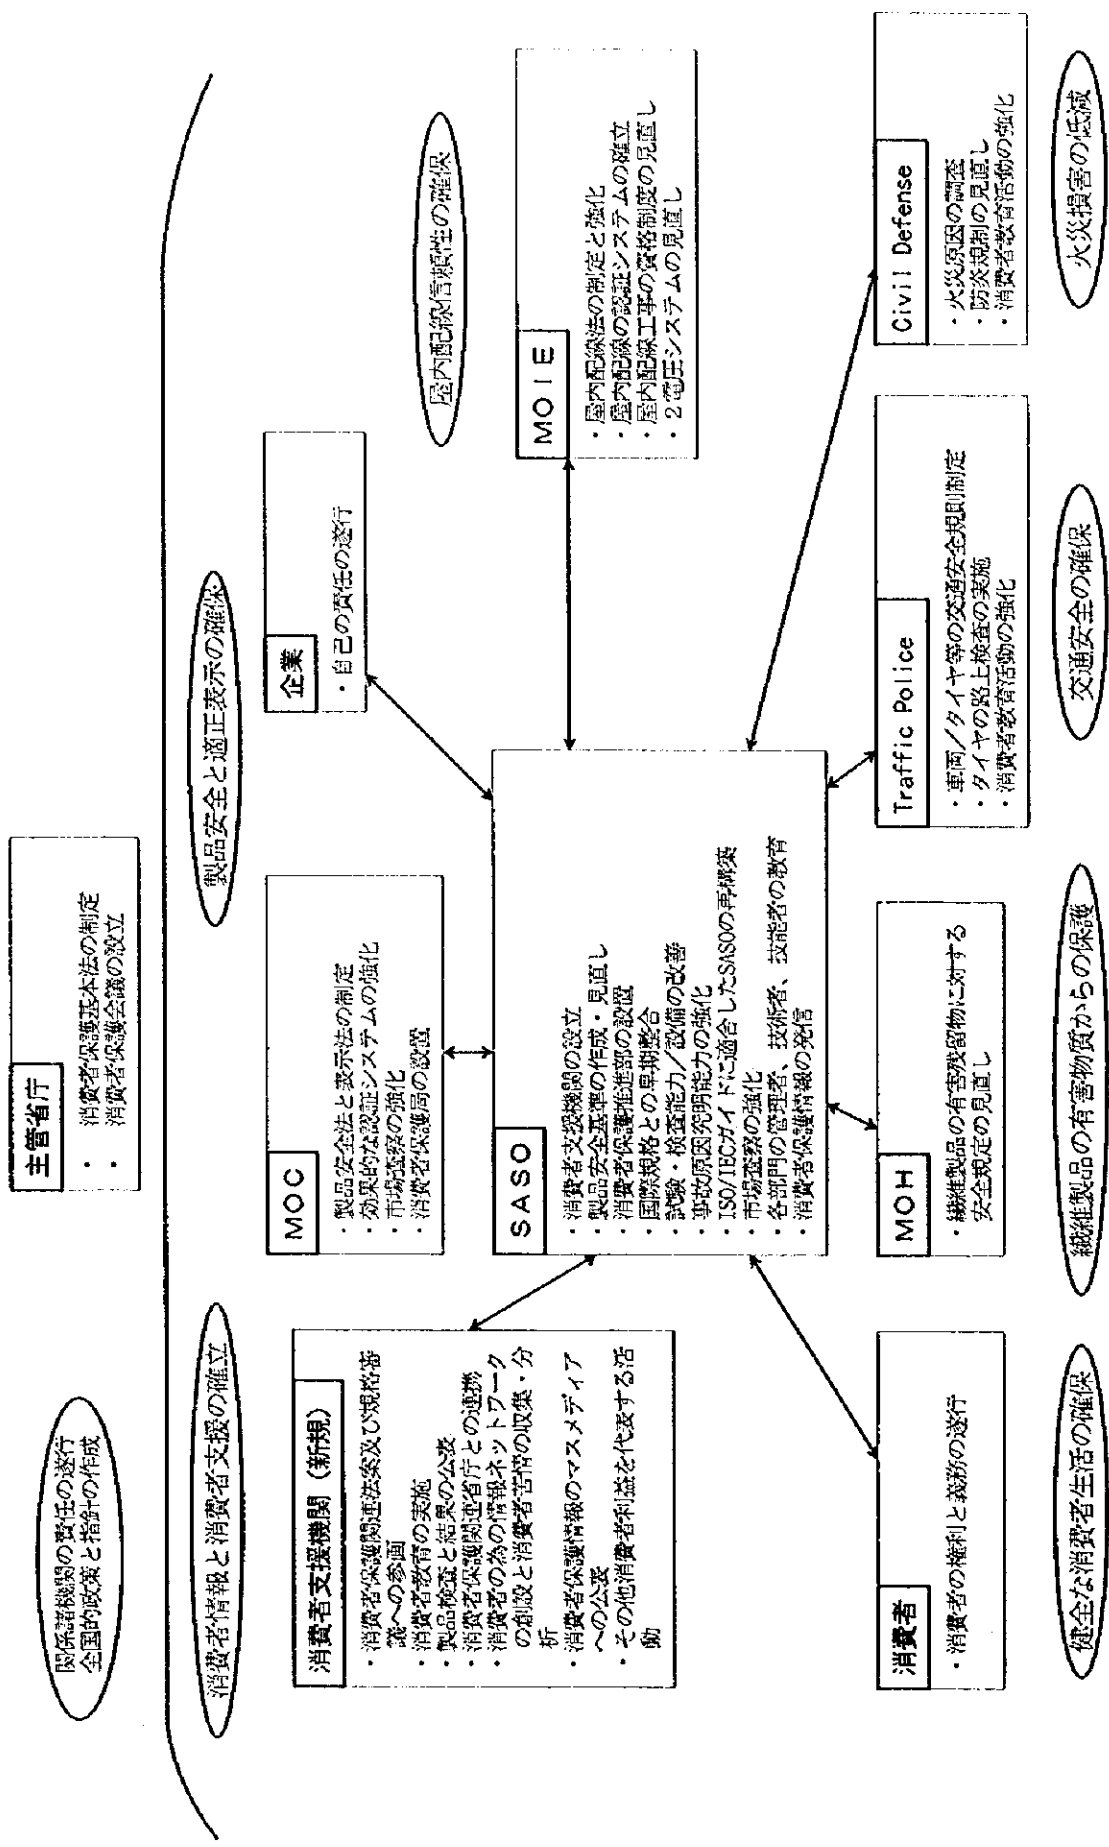 主管省庁
・ 消費者保護基本法の制定
・ 消費者保護会議の設立
関係諸機関の責任の遂行
全国的政策と指針の作成
消費者情報と消費者支援の確立
製品安全と適正表示の確保
屋内配線信頼性の確保
消費者支援機関（新規）
・消費者保護関連法案及び規格審
議への参画
・消費者教育の実施
・製品検査と結果の公表
・消費者保護関連省庁との連携
・消費者の為の情報ネットワーク
の創設と消費者苦情の収集・分
析
・消費者保護情報のマスメディア
への公表
・その他消費者利益を代表する活
動
MOC
・製品安全法と表示法の制定
・効果的な認証システムの強化
・市場査察の強化
・消費者保護局の設置
企業
・自己の責任の遂行
SASO
・消費者支援機関の設立
・製品安全基準の作成・見直し
・消費者保護推進部の設置
・国際規格との早期整合
・試験・検査能力／設備の改善
・事故原因究明能力の強化
・ISO/IECガイドに適合したSASOの再構築
・市場査察の強化
・各部門の管理者、技術者、技能者の教育
・消費者保護情報の発信
MOIE
・屋内配線法の制定と強化
・屋内配線の認証システムの確立
・屋内配線工事の資格制度の見直し
・２電圧システムの見直し
消費者
・消費者の権利と義務の遂行
MOH
・繊維製品の有害残留物に対する
安全規定の見直し
Traffic Police
・車両／タイヤ等の交通安全規則制定
・タイヤの路上検査の実施
・消費者教育活動の強化
Civil Defense
・火災原因の調査
・防炎規制の見直し
・消費者教育活動の強化
健全な消費者生活の確保
繊維製品の有害物質からの保護
交通安全の確保
火災損害の低減